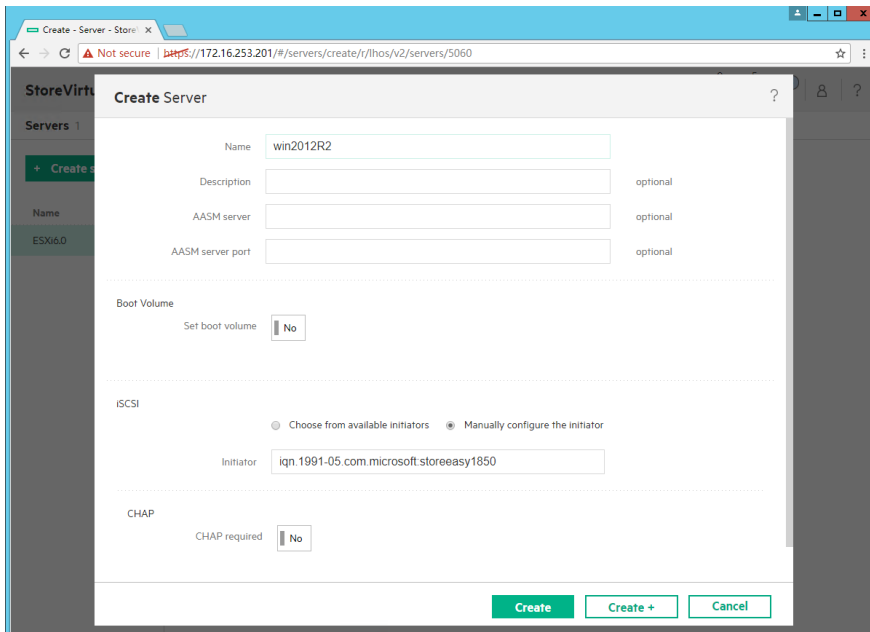 Create - Server - Store
Not secure | https://172.16.253.201/#/servers/create/r/lhos/v2/servers/5060
StoreVirtu
Create Server ?
?
Servers 1
+ Create s
Name
ESXi6.0
Name win2012R2
Description optional
AASM server optional
AASM server port optional
Boot Volume
Set boot volume No
iSCSI
Choose from available initiators Manually configure the initiator
Initiator iqn.1991-05.com.microsoft:storeeasy1850
CHAP
CHAP required No
Create Create + Cancel